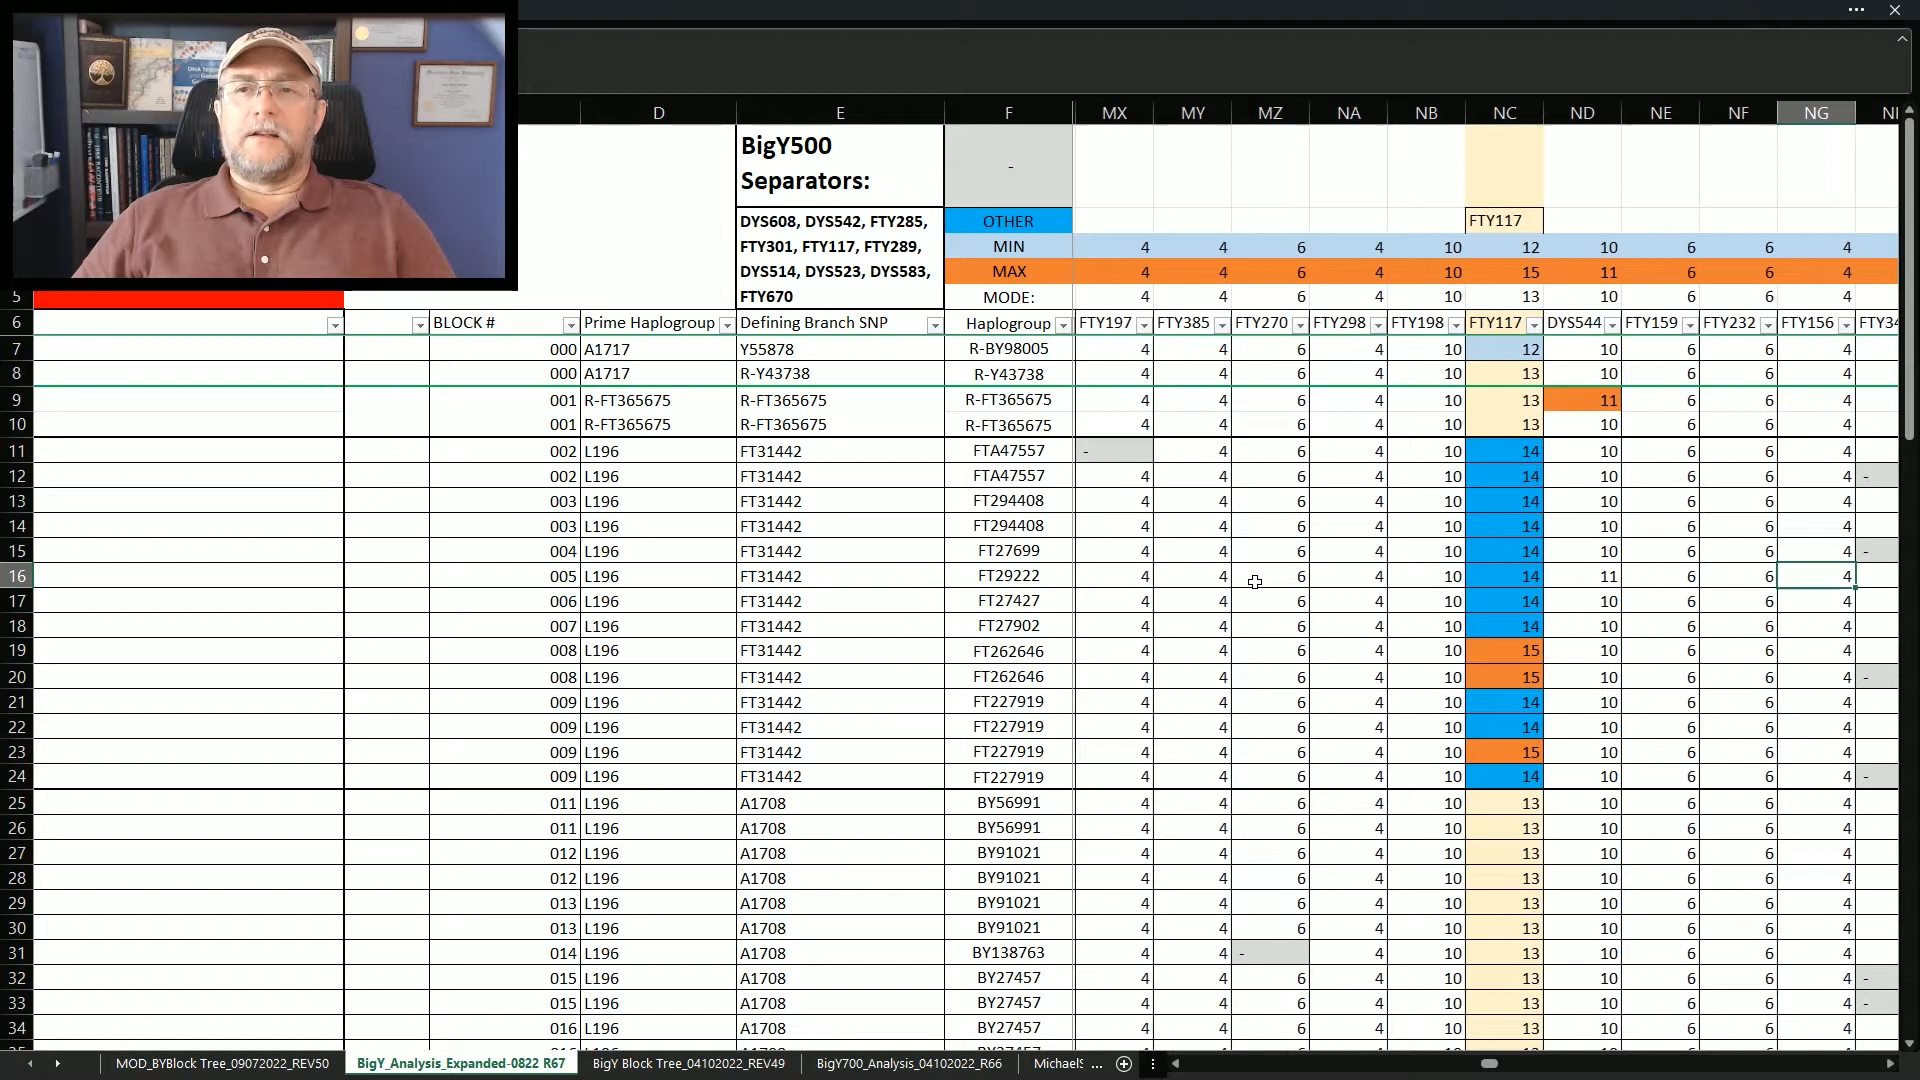 D E F MX MY MZ NA NB NC ND NE NF NG
BigY500
Separators:
-
DYS608, DYS542, FTY285,
FTY301, FTY117, FTY289,
DYS514, DYS523, DYS583,
FTY670
OTHER FTY117
MIN 4 4 6 4 10 12 10 6 6 4
MAX 4 4 6 4 10 15 11 6 6 4
5 MODE: 4 4 6 4 10 13 10 6 6 4
6 BLOCK # Prime Haplogroup Defining Branch SNP Haplogroup FTY197 FTY385 FTY270 FTY298 FTY198 FTY117 DYS544 FTY159 FTY232 FTY156 FTY34
7 000 A1717 Y55878 R-BY98005 4 4 6 4 10 12 10 6 6 4
8 000 A1717 R-Y43738 R-Y43738 4 4 6 4 10 13 10 6 6 4
9 001 R-FT365675 R-FT365675 R-FT365675 4 4 6 4 10 13 11 6 6 4
10 001 R-FT365675 R-FT365675 R-FT365675 4 4 6 4 10 13 10 6 6 4
11 002 L196 FT31442 FTA47557 - 4 6 4 10 14 10 6 6 4
12 002 L196 FT31442 FTA47557 4 4 6 4 10 14 10 6 6 4 -
13 003 L196 FT31442 FT294408 4 4 6 4 10 14 10 6 6 4
14 003 L196 FT31442 FT294408 4 4 6 4 10 14 10 6 6 4
15 004 L196 FT31442 FT27699 4 4 6 4 10 14 10 6 6 4 -
16 005 L196 FT31442 FT29222 4 4 6 4 10 14 11 6 6 4
17 006 L196 FT31442 FT27427 4 4 6 4 10 14 10 6 6 4
18 007 L196 FT31442 FT27902 4 4 6 4 10 14 10 6 6 4
19 008 L196 FT31442 FT262646 4 4 6 4 10 15 10 6 6 4
20 008 L196 FT31442 FT262646 4 4 6 4 10 15 10 6 6 4 -
21 009 L196 FT31442 FT227919 4 4 6 4 10 14 10 6 6 4
22 009 L196 FT31442 FT227919 4 4 6 4 10 14 10 6 6 4
23 009 L196 FT31442 FT227919 4 4 6 4 10 15 10 6 6 4
24 009 L196 FT31442 FT227919 4 4 6 4 10 14 10 6 6 4 -
25 011 L196 A1708 BY56991 4 4 6 4 10 13 10 6 6 4
26 011 L196 A1708 BY56991 4 4 6 4 10 13 10 6 6 4
27 012 L196 A1708 BY91021 4 4 6 4 10 13 10 6 6 4
28 012 L196 A1708 BY91021 4 4 6 4 10 13 10 6 6 4
29 013 L196 A1708 BY91021 4 4 6 4 10 13 10 6 6 4
30 013 L196 A1708 BY91021 4 4 6 4 10 13 10 6 6 4
31 014 L196 A1708 BY138763 4 4 - 4 10 13 10 6 6 4
32 015 L196 A1708 BY27457 4 4 6 4 10 13 10 6 6 4 -
33 015 L196 A1708 BY27457 4 4 6 4 10 13 10 6 6 4 -
34 016 L196 A1708 BY27457 4 4 6 4 10 13 10 6 6 4
MOD_BYBlock Tree_09072022_REV50 BigY_Analysis_Expanded-0822 R67 BigY Block Tree_04102022_REV49 BigY700_Analysis_04102022_R66 MichaelS ...